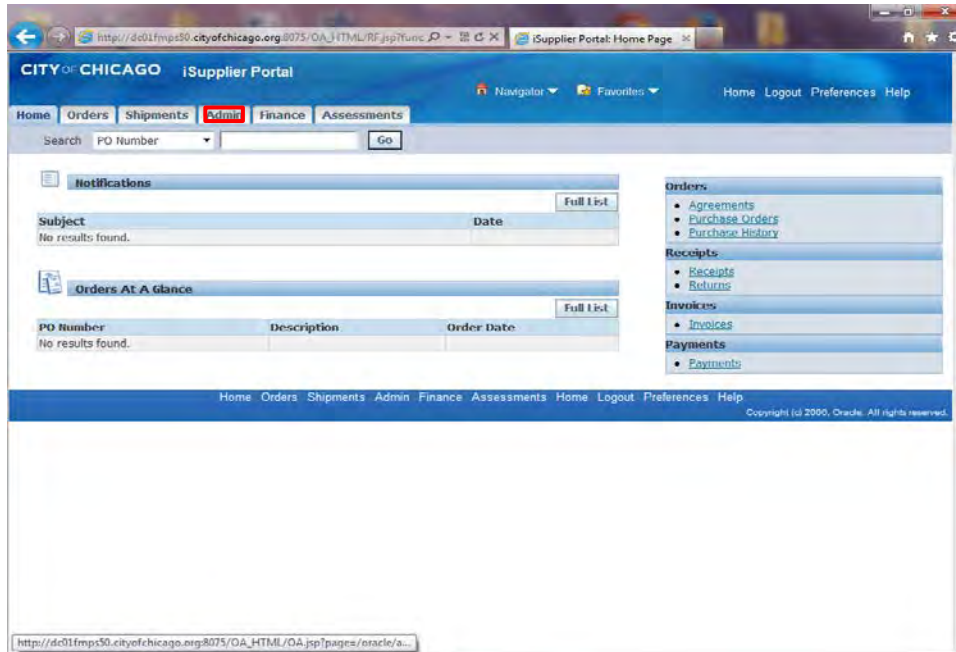 http://dc01fmps50.cityofchicago.org:8075/OA_HTML/RF.jsp?func
iSupplier Portal: Home Page
CITY OF CHICAGO iSupplier Portal
Navigator Favorites Home Logout Preferences Help
Home Orders Shipments Admin Finance Assessments
Search PO Number Go
Notifications
Full List
Subject Date
No results found.
Orders At A Glance
Full List
PO Number Description Order Date
No results found.
Orders
Agreements
Purchase Orders
Purchase History
Receipts
Receipts
Returns
Invoices
Invoices
Payments
Payments
Home Orders Shipments Admin Finance Assessments Home Logout Preferences Help
Copyright (c) 2000, Oracle. All rights reserved.
http://dc01fmps50.cityofchicago.org:8075/OA_HTML/OA.jsp?page=/oracle/a...